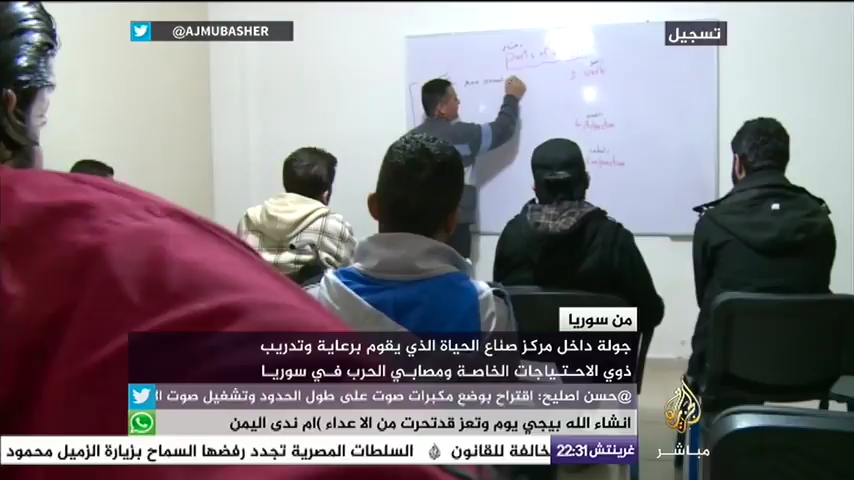 @AJMUBASHER
تسجيل
من سوريا
جولة داخل مركز صناع الحياة الذي يقوم برعاية وتدريب
ذوي الاحتياجات الخاصة ومصابي الحرب في سوريا
@حسن اصليح: اقتراح بوضع مكبرات صوت على طول الحدود وتشغيل صوت ال
انشاء الله بيجي يوم وتعز قدتحرت من الا عداء )ام ندى اليمن
غرينتش 22:31 خالفة للقانون السلطات المصرية تجدد رفضها السماح بزيارة الزميل محمود
مباشر